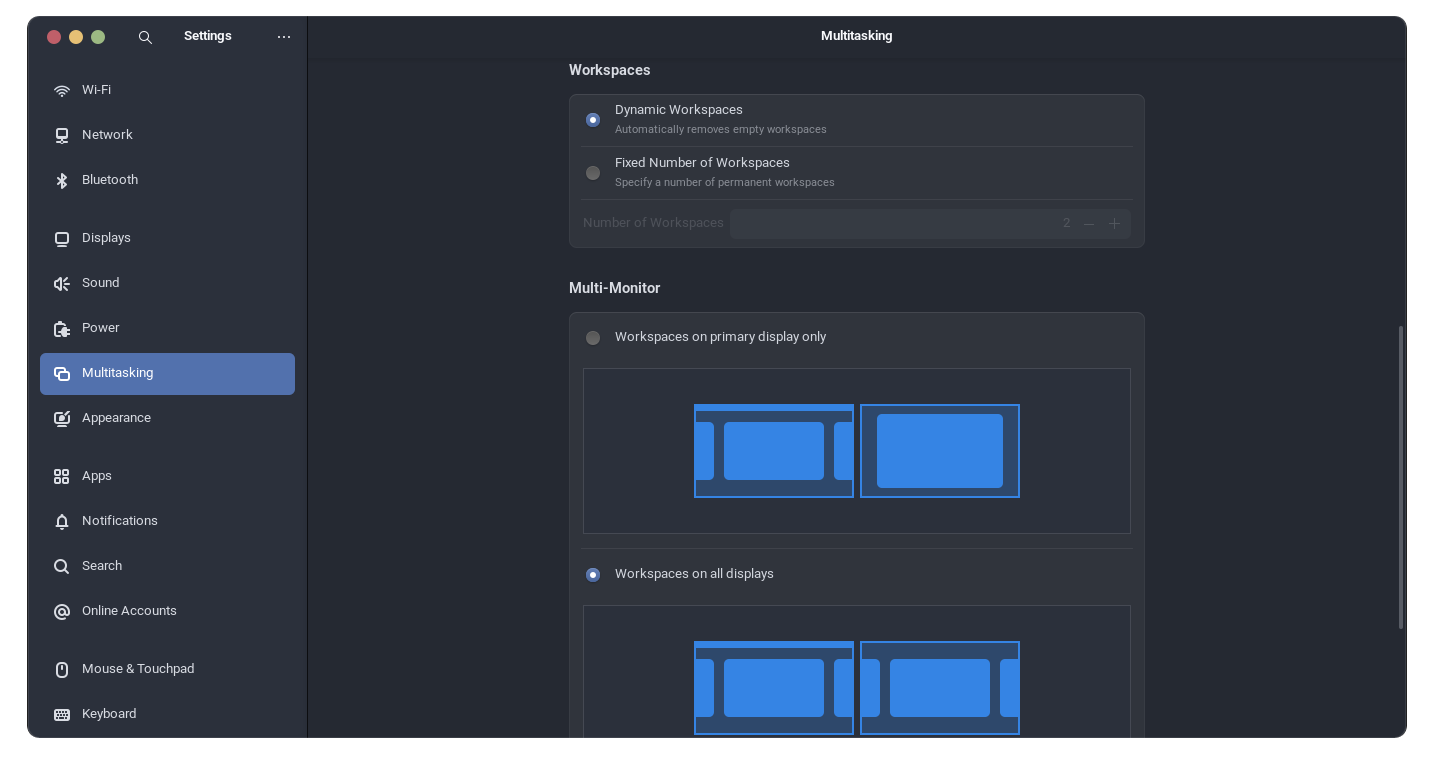 Settings
Multitasking
Wi-Fi
Network
Bluetooth
Displays
Sound
Power
Multitasking
Appearance
Apps
Notifications
Search
Online Accounts
Mouse & Touchpad
Keyboard
Workspaces
Dynamic Workspaces
Automatically removes empty workspaces
Fixed Number of Workspaces
Specify a number of permanent workspaces
Number of Workspaces 2
Multi-Monitor
Workspaces on primary display only
Workspaces on all displays